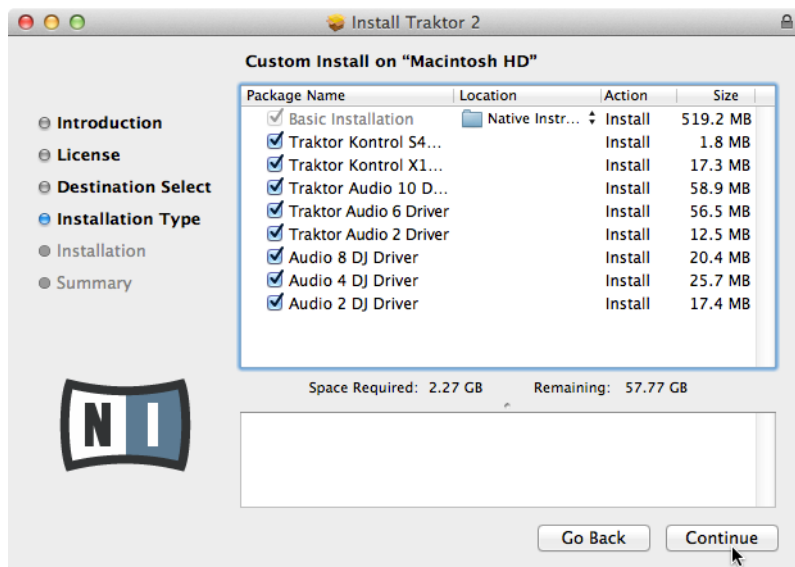 Install Traktor 2
Custom Install on “Macintosh HD”
Introduction
License
Destination Select
Installation Type
Installation
Summary
Package Name Location Action Size
Basic Installation Native Instr... Install 519.2 MB
Traktor Kontrol S4... Install 1.8 MB
Traktor Kontrol X1... Install 17.3 MB
Traktor Audio 10 D... Install 58.9 MB
Traktor Audio 6 Driver Install 56.5 MB
Traktor Audio 2 Driver Install 12.5 MB
Audio 8 DJ Driver Install 20.4 MB
Audio 4 DJ Driver Install 25.7 MB
Audio 2 DJ Driver Install 17.4 MB
Space Required: 2.27 GB Remaining: 57.77 GB
NI
Go Back Continue